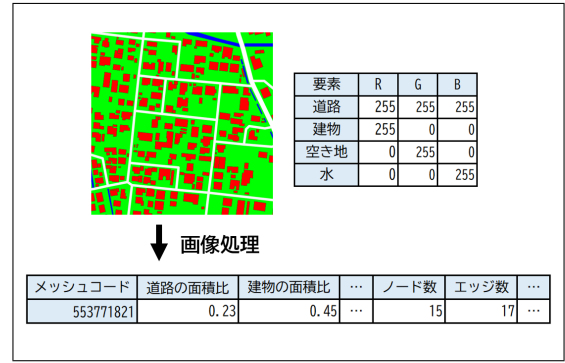 要素 R G B
道路 255 255 255
建物 255 0 0
空き地 0 255 0
水 0 0 255
画像処理
メッシュコード 道路の面積比 建物の面積比 … ノード数 エッジ数 …
553771821 0.23 0.45 … 15 17 …